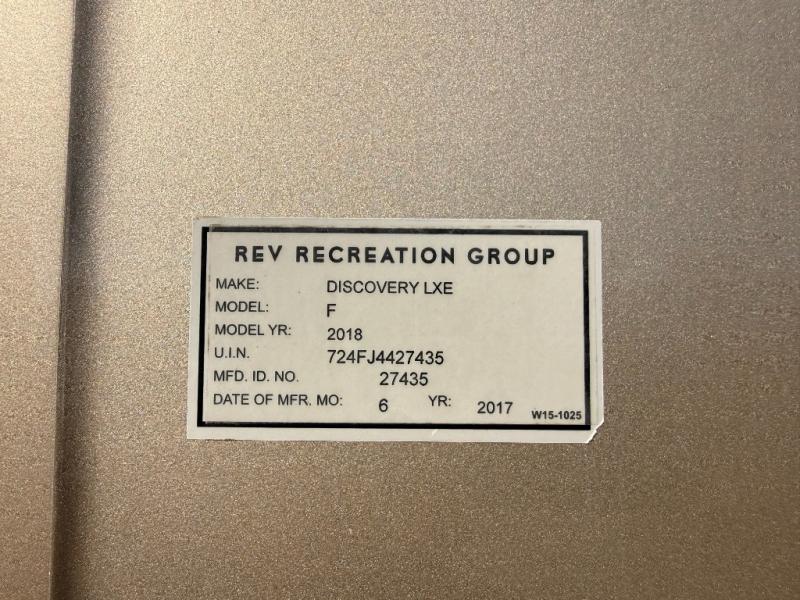 REV RECREATION GROUP
MAKE: DISCOVERY LXE
MODEL: F
MODEL YR: 2018
U.I.N. 724FJ4427435
MFD. ID. NO. 27435
DATE OF MFR. MO: 6 YR: 2017 W15-1025